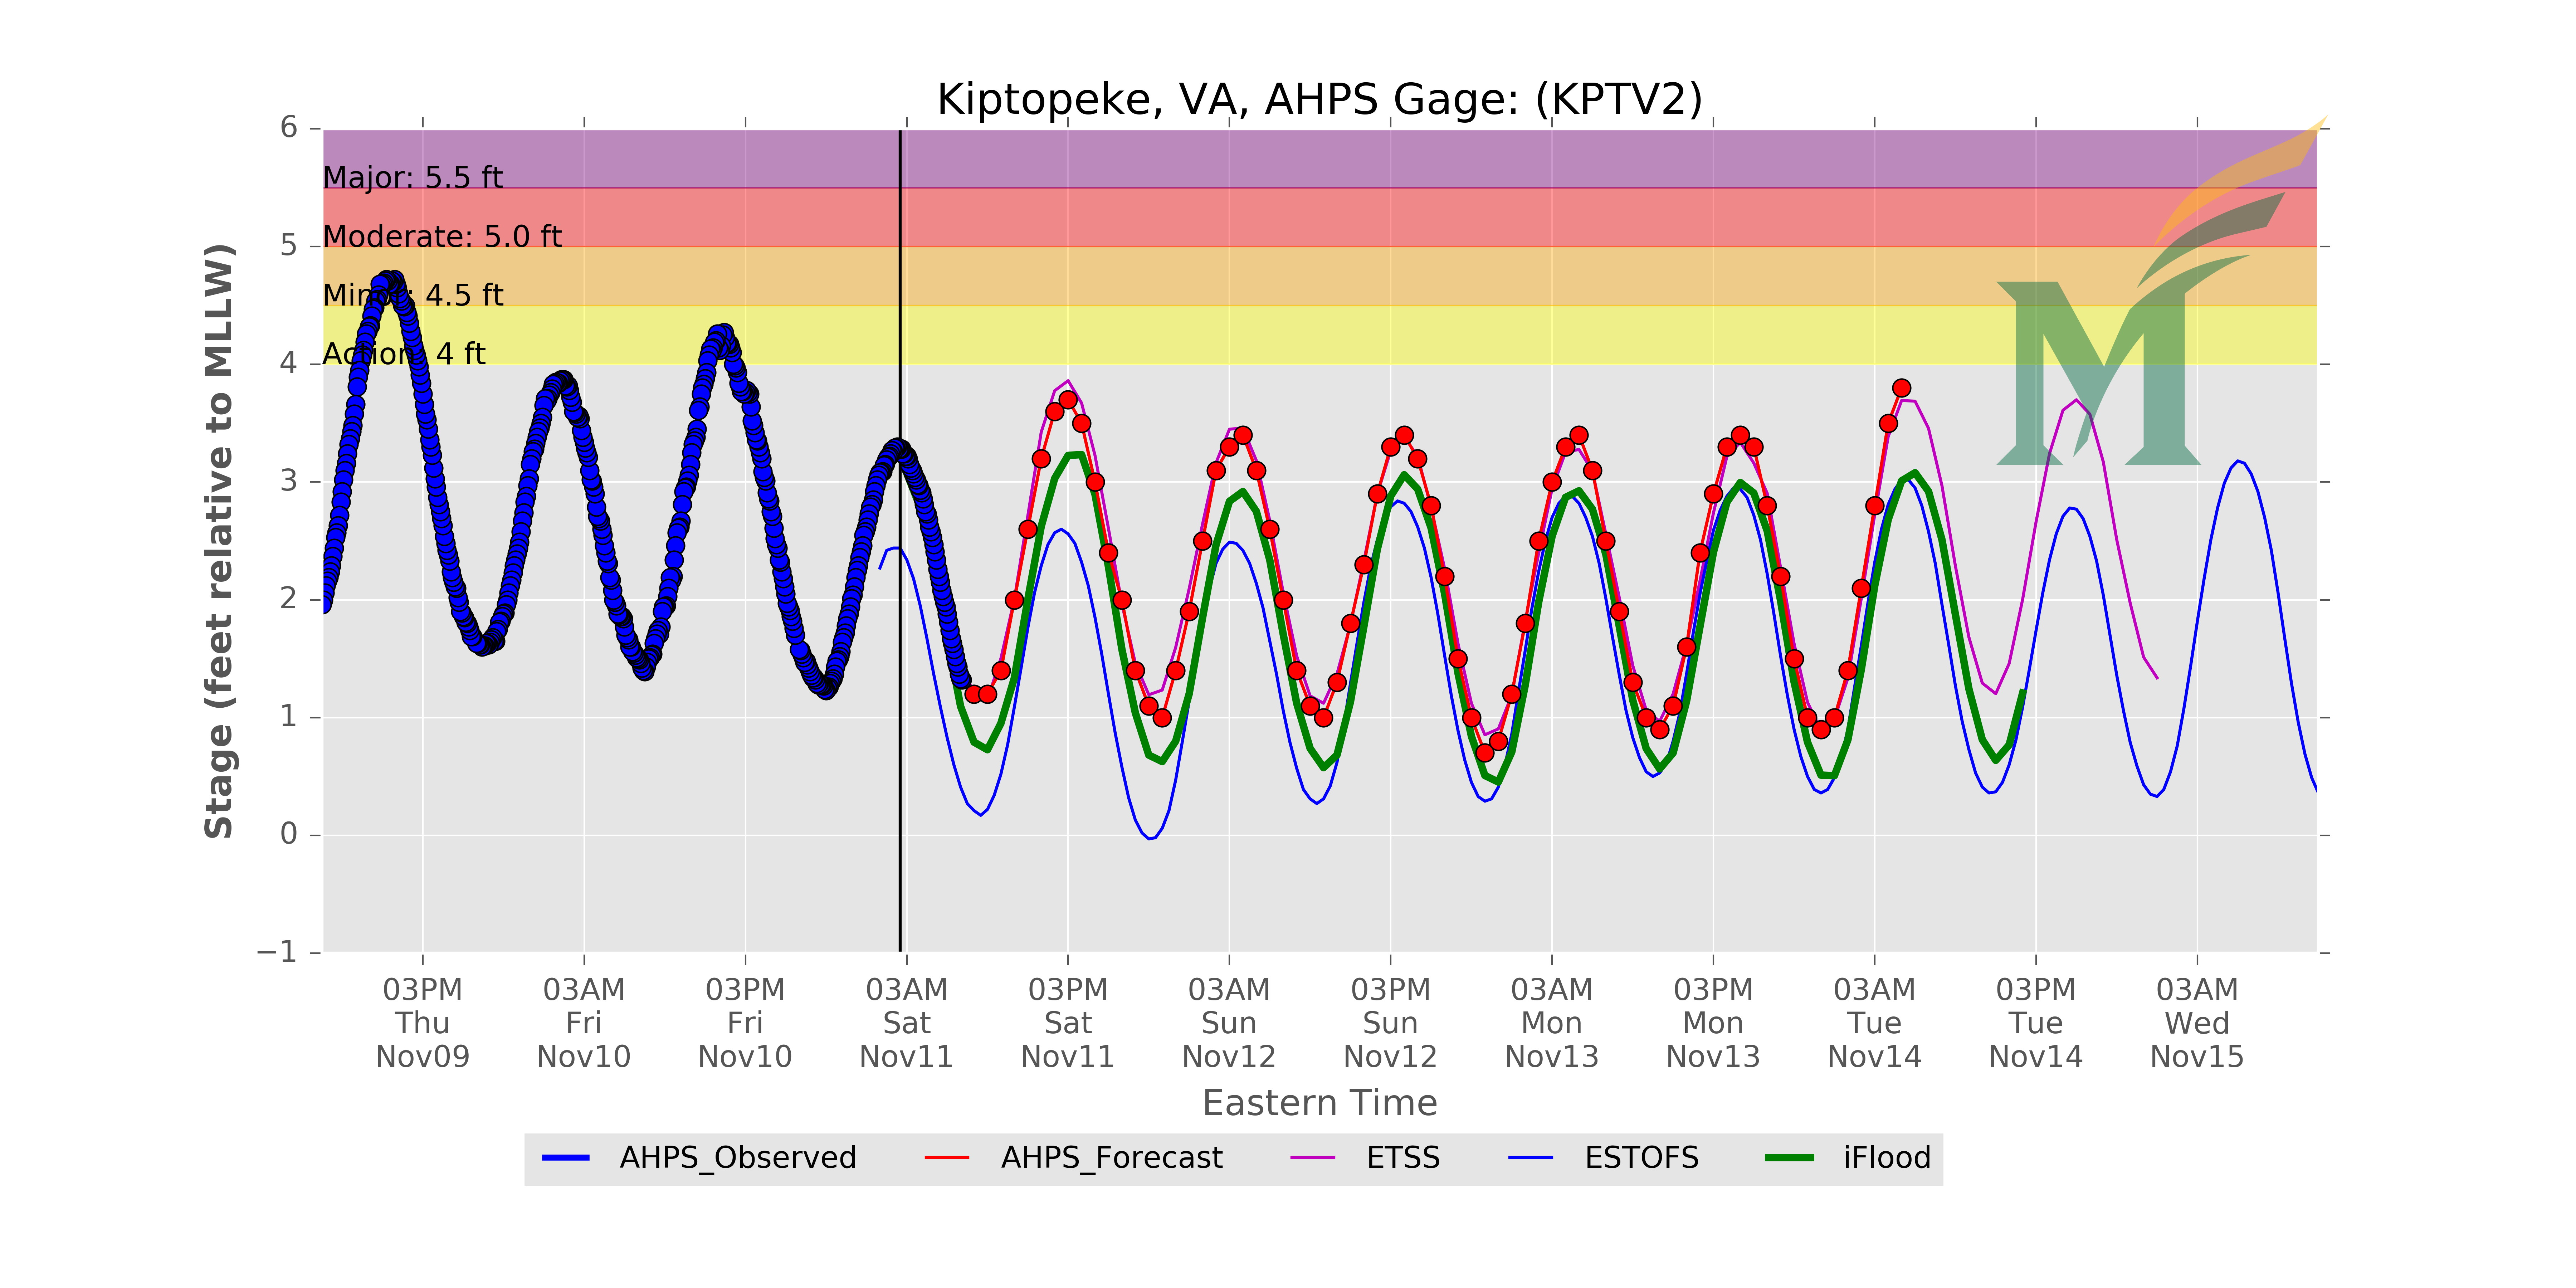 Kiptopeke, VA, AHPS Gage: (KPTV2)
Stage (feet relative to MLLW)
6
5
4
3
2
1
0
−1
Major: 5.5 ft
Moderate: 5.0 ft
Minor: 4.5 ft
Action: 4 ft
M
03PM 03AM 03PM 03AM 03PM 03AM 03PM 03AM 03PM 03AM 03PM 03AM
Thu Fri Fri Sat Sat Sun Sun Mon Mon Tue Tue Wed
Nov09 Nov10 Nov10 Nov11 Nov11 Nov12 Nov12 Nov13 Nov13 Nov14 Nov14 Nov15
Eastern Time
AHPS_Observed AHPS_Forecast ETSS ESTOFS iFlood